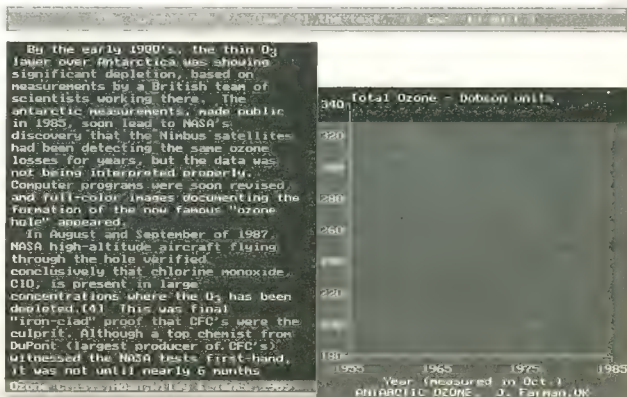 By the early 1980's, the thin O3
layer over Antarctica was showing
significant depletion, based on
measurements by a British team of
scientists working there. The
antarctic measurements, made public
in 1985, soon lead to NASA's
discovery that the Nimbus satellites
had been detecting the same ozone
losses for years, but the data was
not being interpreted properly.
Computer programs were soon revised
and full-color images documenting the
formation of the now famous "ozone
hole" appeared.
In August and September of 1987,
NASA high-altitude aircraft flying
through the hole verified
conclusively that chlorine monoxide,
ClO, is present in large
concentrations where the O3 has been
depleted.[4] This was final
"iron-clad" proof that CFC's were the
culprit. Although a top chemist from
DuPont (largest producer of CFC's)
witnessed the NASA tests first-hand,
it was not until nearly 6 months
Ozone Crisis,
Total Ozone - Dobson units
340
320
280
260
220
180
1955 1965 1975 1985
Year (measured in Oct.)
ANTARCTIC OZONE, J. Farman,UK